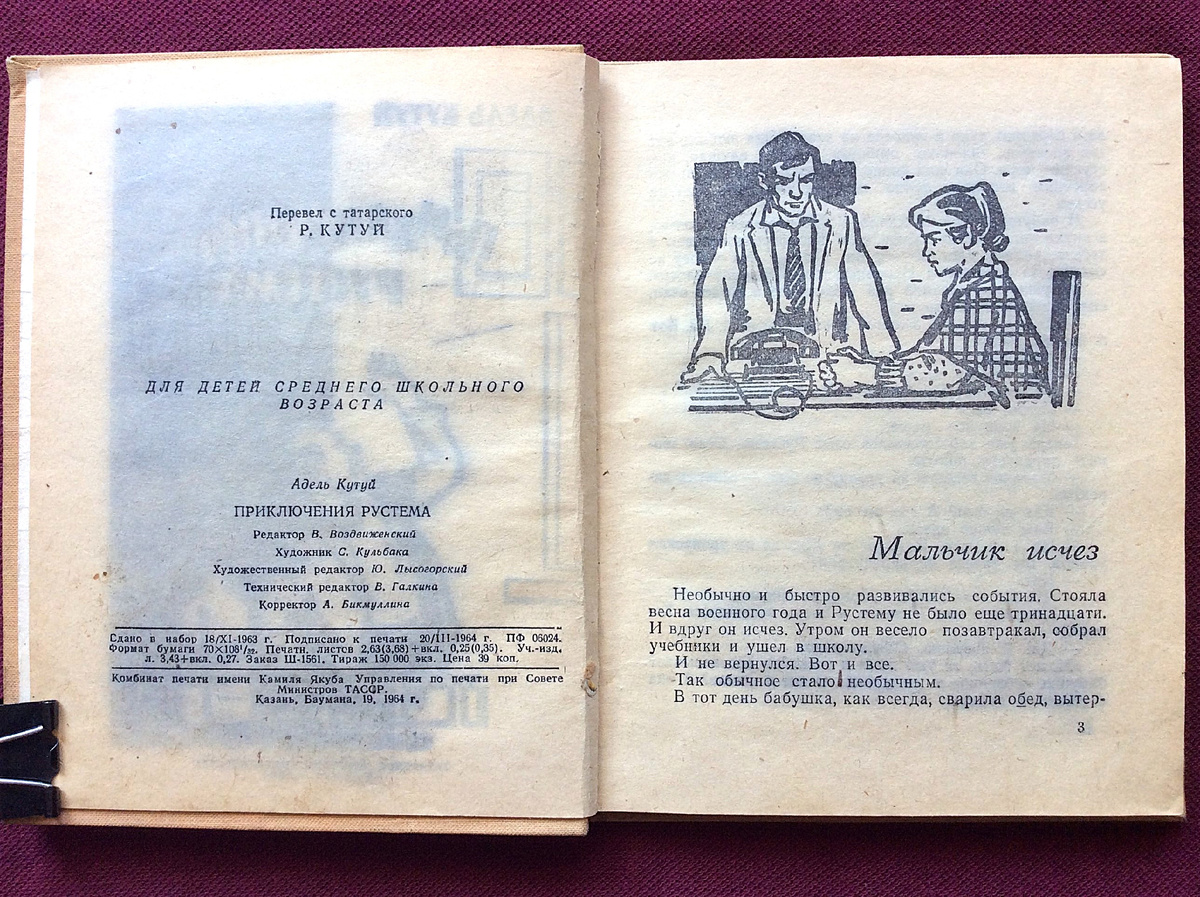 Перевел с татарского
Р. КУТУЙ
ДЛЯ ДЕТЕЙ СРЕДНЕГО ШКОЛЬНОГО
ВОЗРАСТА
Адель Кутуй
ПРИКЛЮЧЕНИЯ РУСТЕМА
Редактор В. Воздвиженский
Художник С. Кульбака
Художественный редактор Ю. Лысогорский
Технический редактор В. Галкина
Корректор А. Бикмуллина
Сдано в набор 18/XI-1963 г. Подписано к печати 20/III-1964 г. ПФ 06024.
Формат бумаги 70×108¹/₃₂. Печатн. листов 2,63(3,68)+вкл. 0,25(0,35). Уч.-изд.
л. 3,43+вкл. 0,27. Заказ Ш-1561. Тираж 150 000 экз. Цена 39 коп.
Комбинат печати имени Камиля Якуба Управления по печати при Совете
Министров ТАССР.
Казань, Баумана, 19, 1964 г.
Мальчик исчез
Необычно и быстро развивались события. Стояла
весна военного года и Рустему не было еще тринадцати.
И вдруг он исчез. Утром он весело позавтракал, собрал
учебники и ушел в школу.
И не вернулся. Вот и все.
Так обычное стало необычным.
В тот день бабушка, как всегда, сварила обед, вытер-
3